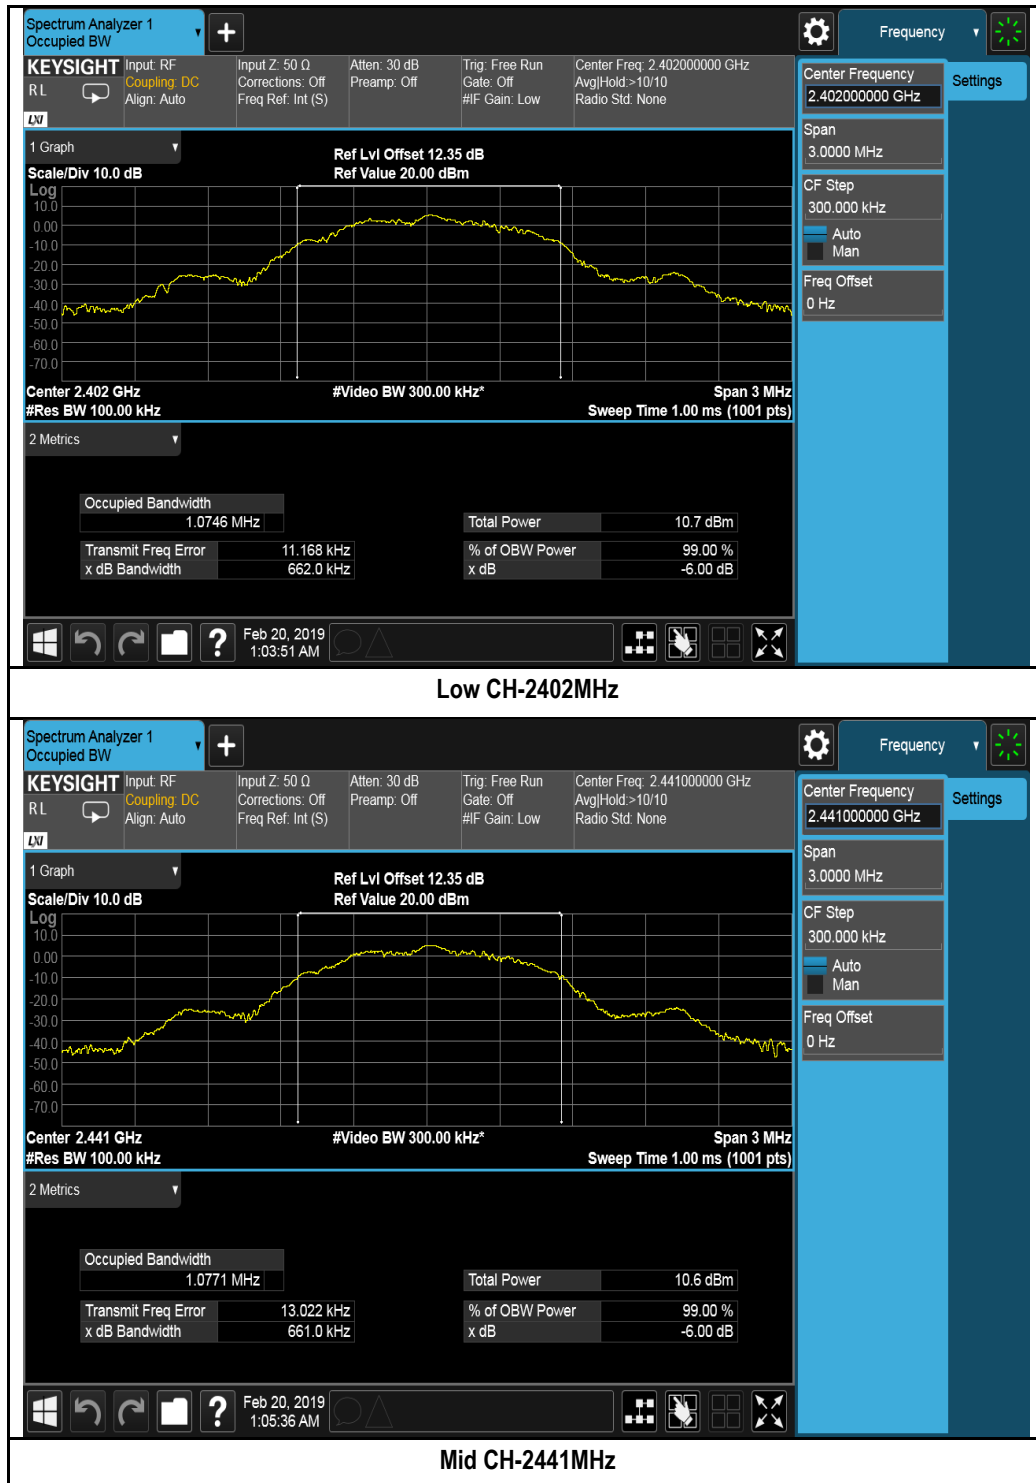 Spectrum Analyzer 1
Occupied BW
Frequency
KEYSIGHT
RL
LXI
Input: RF
Coupling: DC
Align: Auto
Input Z: 50 Ω
Corrections: Off
Freq Ref: Int (S)
Atten: 30 dB
Preamp: Off
Trig: Free Run
Gate: Off
#IF Gain: Low
Center Freq: 2.402000000 GHz
Avg|Hold:>10/10
Radio Std: None
Center Frequency
2.402000000 GHz
Settings
Span
3.0000 MHz
CF Step
300.000 kHz
Auto
Man
Freq Offset
0 Hz
1 Graph
Scale/Div 10.0 dB
Ref Lvl Offset 12.35 dB
Ref Value 20.00 dBm
Log
10.0
0.00
-10.0
-20.0
-30.0
-40.0
-50.0
-60.0
-70.0
Center 2.402 GHz
#Video BW 300.00 kHz*
Span 3 MHz
#Res BW 100.00 kHz
Sweep Time 1.00 ms (1001 pts)
2 Metrics
Occupied Bandwidth
1.0746 MHz
Total Power 10.7 dBm
Transmit Freq Error 11.168 kHz
% of OBW Power 99.00 %
x dB Bandwidth 662.0 kHz
x dB -6.00 dB
?
Feb 20, 2019
1:03:51 AM
Low CH-2402MHz
Spectrum Analyzer 1
Occupied BW
Frequency
KEYSIGHT
RL
LXI
Input: RF
Coupling: DC
Align: Auto
Input Z: 50 Ω
Corrections: Off
Freq Ref: Int (S)
Atten: 30 dB
Preamp: Off
Trig: Free Run
Gate: Off
#IF Gain: Low
Center Freq: 2.441000000 GHz
Avg|Hold:>10/10
Radio Std: None
Center Frequency
2.441000000 GHz
Settings
Span
3.0000 MHz
CF Step
300.000 kHz
Auto
Man
Freq Offset
0 Hz
1 Graph
Scale/Div 10.0 dB
Ref Lvl Offset 12.35 dB
Ref Value 20.00 dBm
Log
10.0
0.00
-10.0
-20.0
-30.0
-40.0
-50.0
-60.0
-70.0
Center 2.441 GHz
#Video BW 300.00 kHz*
Span 3 MHz
#Res BW 100.00 kHz
Sweep Time 1.00 ms (1001 pts)
2 Metrics
Occupied Bandwidth
1.0771 MHz
Total Power 10.6 dBm
Transmit Freq Error 13.022 kHz
% of OBW Power 99.00 %
x dB Bandwidth 661.0 kHz
x dB -6.00 dB
?
Feb 20, 2019
1:05:36 AM
Mid CH-2441MHz